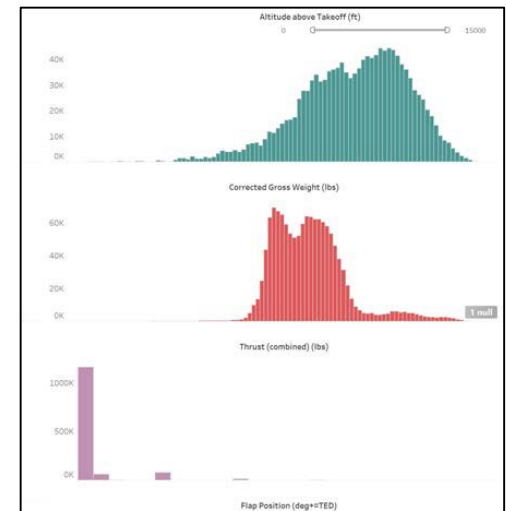 Altitude above Takeoff (ft)
0 15000
40K
30K
20K
10K
0K
Corrected Gross Weight (lbs)
60K
40K
20K
0K
1 null
Thrust (combined) (lbs)
1000K
500K
0K
Flap Position (deg+=TED)